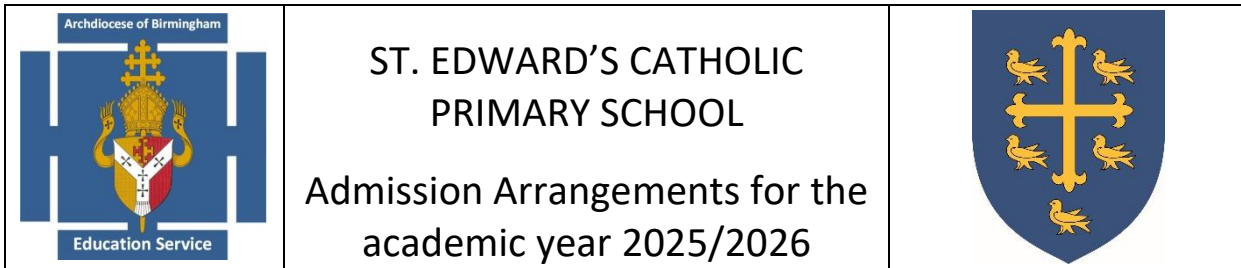 Archdiocese of Birmingham
Education Service
ST. EDWARD’S CATHOLIC
PRIMARY SCHOOL
Admission Arrangements for the
academic year 2025/2026